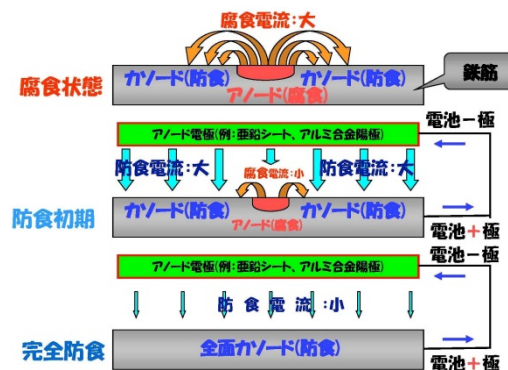 腐食電流:大
カソード(防食) カソード(防食)
アノード(腐食)
腐食状態
鉄筋
電池ー極
アノード電極(例:亜鉛シート、アルミ合金陽極)
防食電流:大 腐食電流:小 防食電流:大
カソード(防食) カソード(防食)
アノード(腐食)
防食初期
電池+極
電池ー極
アノード電極(例:亜鉛シート、アルミ合金陽極)
防食電流:小
全面カソード(防食)
完全防食
電池+極